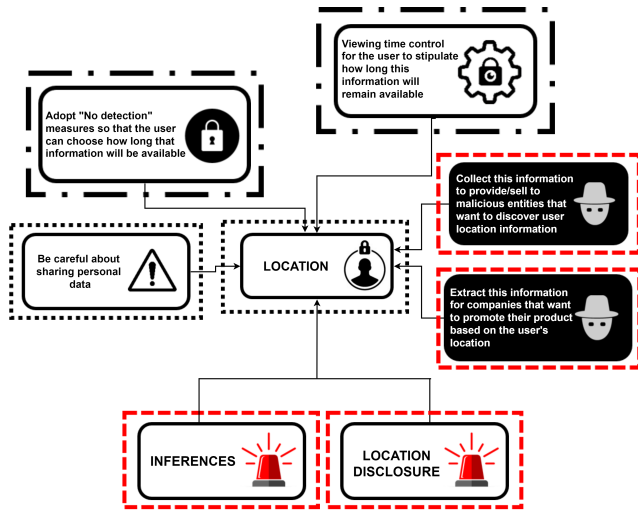 Viewing time control
for the user to stipulate
how long this
information will
remain available
Adopt "No detection"
measures so that the user
can choose how long that
information will be available
Collect this information
to provide/sell to
malicious entities that
want to discover user
location information
Be careful about
sharing personal
data
LOCATION
Extract this information
for companies that want
to promote their product
based on the user's
location
INFERENCES
LOCATION
DISCLOSURE